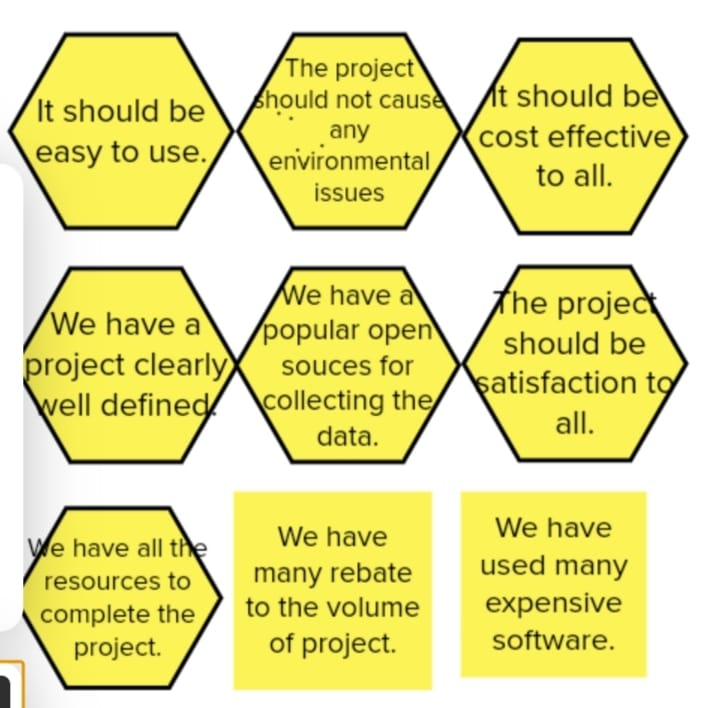 It should be
easy to use.
The project
should not cause
any
environmental
issues
It should be
cost effective
to all.
We have a
project clearly
well defined.
We have a
popular open
souces for
collecting the
data.
The project
should be
satisfaction to
all.
We have all the
resources to
complete the
project.
We have
many rebate
to the volume
of project.
We have
used many
expensive
software.